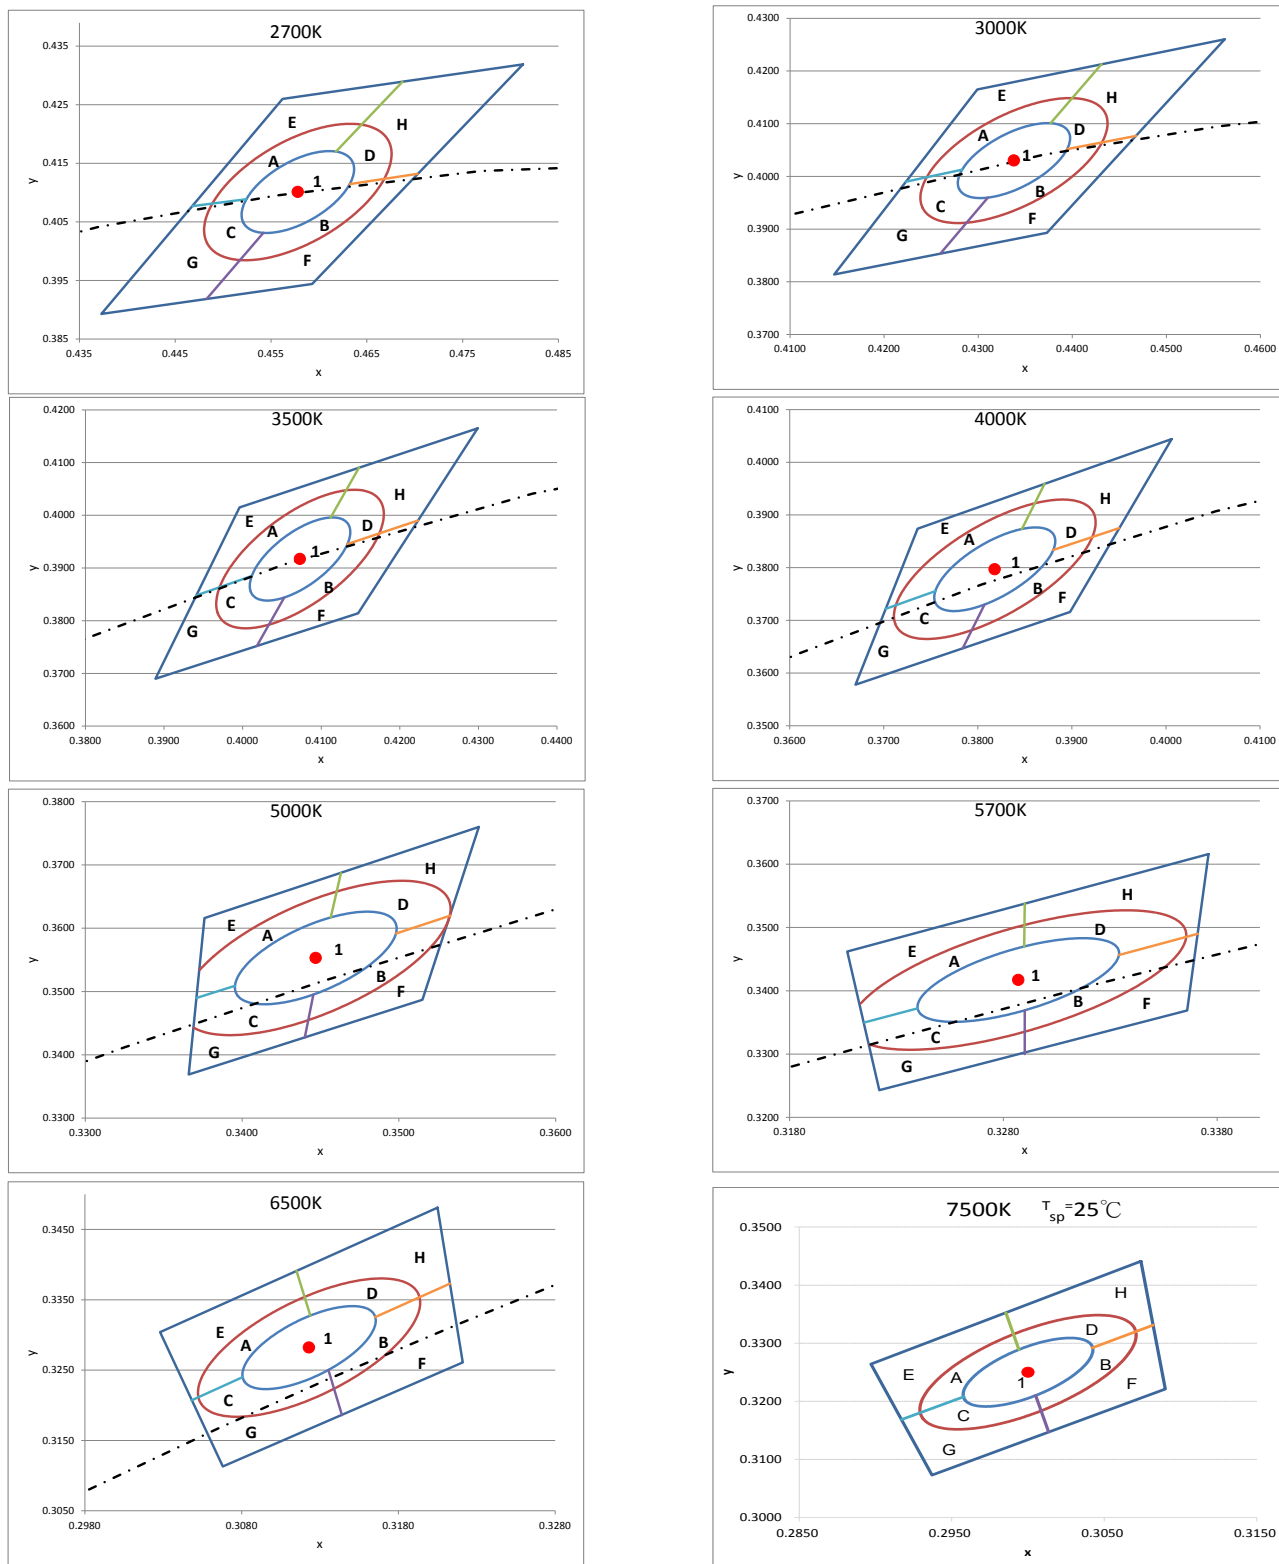 2700K
0.435
0.425
0.415
0.405
0.395
0.385
y
E
H
A
D
1
C
B
G
F
0.435 0.445 0.455 0.465 0.475 0.485
x
3000K
0.4300
0.4200
0.4100
0.4000
0.3900
0.3800
0.3700
y
E
H
A
D
1
B
C
F
G
0.4100 0.4200 0.4300 0.4400 0.4500 0.4600
x
3500K
0.4200
0.4100
0.4000
0.3900
0.3800
0.3700
0.3600
y
H
E
D
A
1
B
C
F
G
0.3800 0.3900 0.4000 0.4100 0.4200 0.4300 0.4400
x
4000K
0.4100
0.4000
0.3900
0.3800
0.3700
0.3600
0.3500
y
H
E
D
A
1
B
F
C
G
0.3600 0.3700 0.3800 0.3900 0.4000 0.4100
x
5000K
0.3800
0.3700
0.3600
0.3500
0.3400
0.3300
y
H
E
D
A
1
B
F
C
G
0.3300 0.3400 0.3500 0.3600
x
5700K
0.3700
0.3600
0.3500
0.3400
0.3300
0.3200
y
H
E
D
A
1
B
F
C
G
0.3180 0.3280 0.3380
x
6500K
0.3450
0.3350
0.3250
0.3150
0.3050
y
H
D
E
A
1
B
F
C
G
0.2980 0.3080 0.3180 0.3280
x
7500K Tsp=25℃
0.3500
0.3400
0.3300
0.3200
0.3100
0.3000
y
H
D
E
A
B
1
F
C
G
0.2850 0.2950 0.3050 0.3150
x